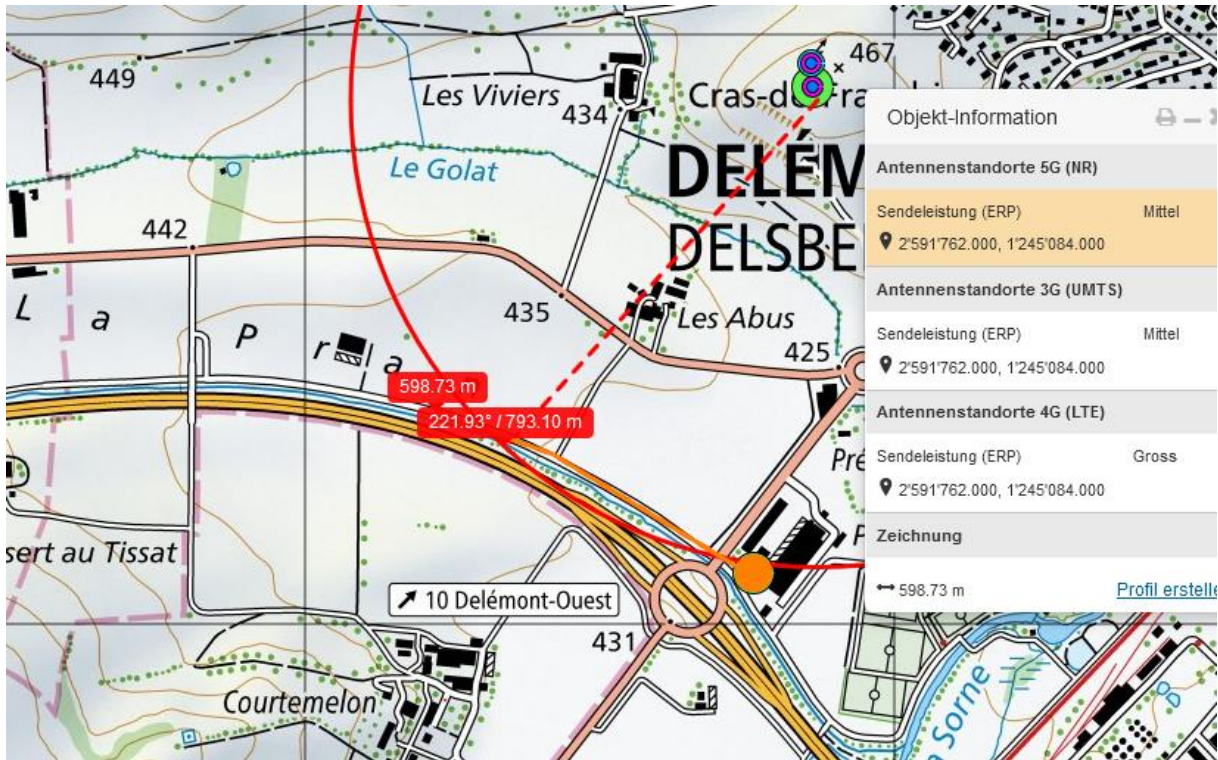 449
Les Viviers
434
467
Le Golat
442
DELÉM
DELSBE
L a P r a
435
Les Abus
425
598.73 m
221.93° / 793.10 m
Pré
sert au Tissat
10 Delémont-Ouest
431
Courtemelon
a Sorne
Objekt-Information
Antennenstandorte 5G (NR)
Sendeleistung (ERP) Mittel
2'591'762.000, 1'245'084.000
Antennenstandorte 3G (UMTS)
Sendeleistung (ERP) Mittel
2'591'762.000, 1'245'084.000
Antennenstandorte 4G (LTE)
Sendeleistung (ERP) Gross
2'591'762.000, 1'245'084.000
Zeichnung
598.73 m Profil erstelle